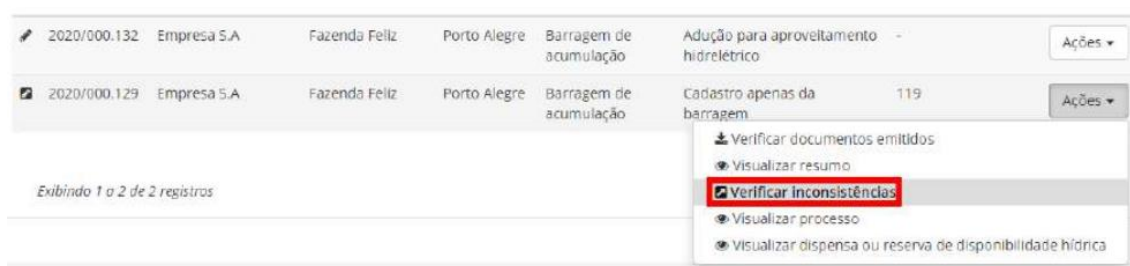 2020/000.132 Empresa S.A Fazenda Feliz Porto Alegre Barragem de Adução para aproveitamento - Ações
acumulação hidrelétrico
2020/000.129 Empresa S.A Fazenda Feliz Porto Alegre Barragem de Cadastro apenas da 119 Ações
acumulação barragem
Verificar documentos emitidos
Visualizar resumo
Exibindo 1 a 2 de 2 registros
Verificar inconsistências
Visualizar processo
Visualizar dispensa ou reserva de disponibilidade hídrica